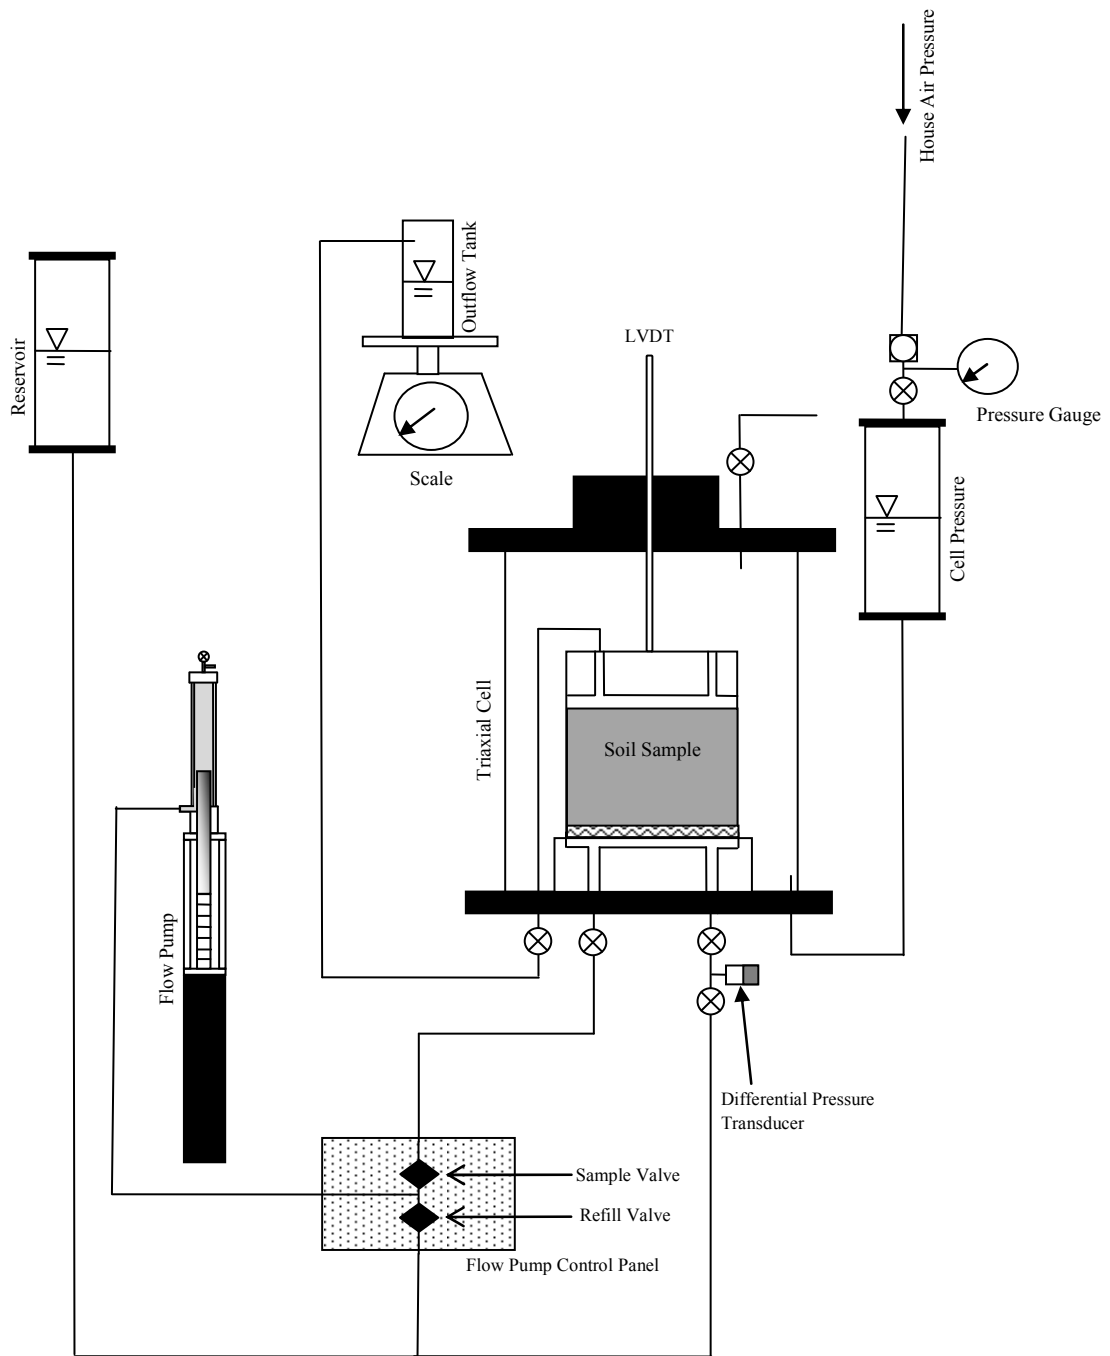 House Air Pressure
Outflow Tank
Reservoir
LVDT
Pressure Gauge
Scale
Cell Pressure
Triaxial Cell
Soil Sample
Flow Pump
Differential Pressure
Transducer
Sample Valve
Refill Valve
Flow Pump Control Panel